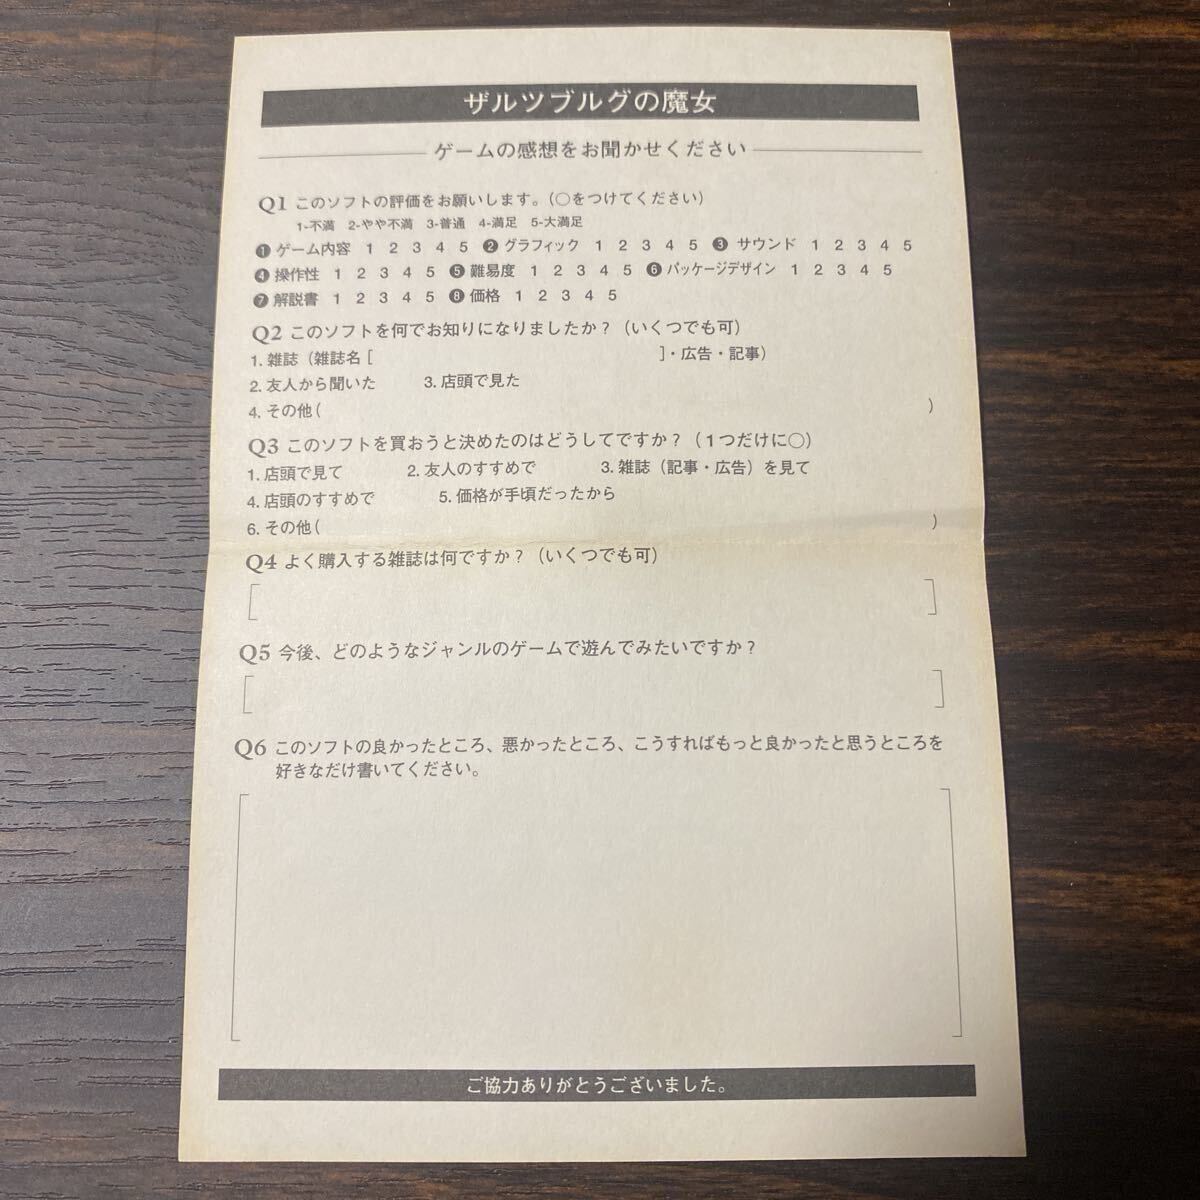 ザルツブルグの魔女
ゲームの感想をお聞かせください
Q1 このソフトの評価をお願いします。(○をつけてください)
1-不満 2-やや不満 3-普通 4-満足 5-大満足
❶ ゲーム内容 1 2 3 4 5 ❷ グラフィック 1 2 3 4 5 ❸ サウンド 1 2 3 4 5
❹ 操作性 1 2 3 4 5 ❺ 難易度 1 2 3 4 5 ❻ パッケージデザイン 1 2 3 4 5
❼ 解説書 1 2 3 4 5 ❽ 価格 1 2 3 4 5
Q2 このソフトを何でお知りになりましたか？（いくつでも可）
1. 雑誌（雑誌名 [ ]・広告・記事）
2. 友人から聞いた 3. 店頭で見た
4. その他( )
Q3 このソフトを買おうと決めたのはどうしてですか？（１つだけに○）
1. 店頭で見て 2. 友人のすすめで 3. 雑誌（記事・広告）を見て
4. 店頭のすすめで 5. 価格が手頃だったから
6. その他( )
Q4 よく購入する雑誌は何ですか？（いくつでも可）
Q5 今後、どのようなジャンルのゲームで遊んでみたいですか？
Q6 このソフトの良かったところ、悪かったところ、こうすればもっと良かったと思うところを
好きなだけ書いてください。
ご協力ありがとうございました。